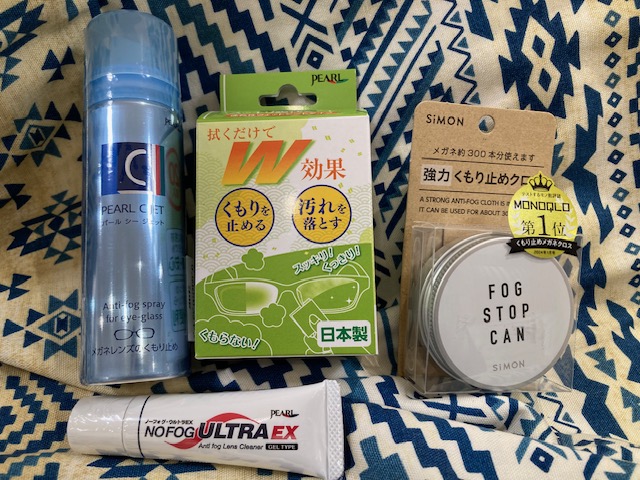 PEARL C JET
パール シー ジェット
Anti-fog spray
for eye-glass
メガネレンズのくもり止め
PEARL
拭くだけで
W効果
くもりを
止める
汚れを
落とす
スッキリ!
くっきり!
くもらない!
日本製
SiMON
メガネ約300本分使えます
強力 くもり止めクロ
A STRONG ANTI-FOG CLOTH
IT CAN BE USED FOR ABOUT 30
MONOQLO
第1位
くもり止めメガネクロス
FOG
STOP
CAN
SiMON
PEARL
ノーフォグ・ウルトラEX
NOFOG ULTRA EX
Anti fog Lens Cleaner GEL TYPE